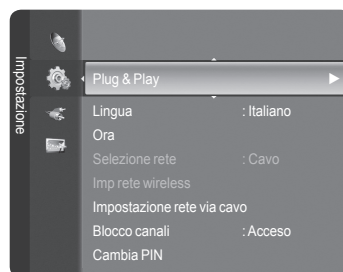 Impostazione
Plug & Play
Lingua : Italiano
Ora
Selezione rete : Cavo
Imp rete wireless
Impostazione rete via cavo
Blocco canali : Acceso
Cambia PIN